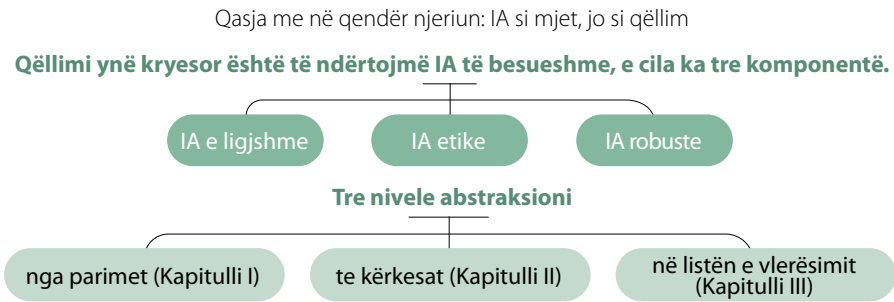 Qasja me në qendër njeriun: IA si mjet, jo si qëllim
Qëllimi ynë kryesor është të ndërtojmë IA të besueshme, e cila ka tre komponentë.
IA e ligjshme
IA etike
IA robuste
Tre nivele abstraksioni
nga parimet (Kapitulli I)
te kërkesat (Kapitulli II)
në listën e vlerësimit
(Kapitulli III)